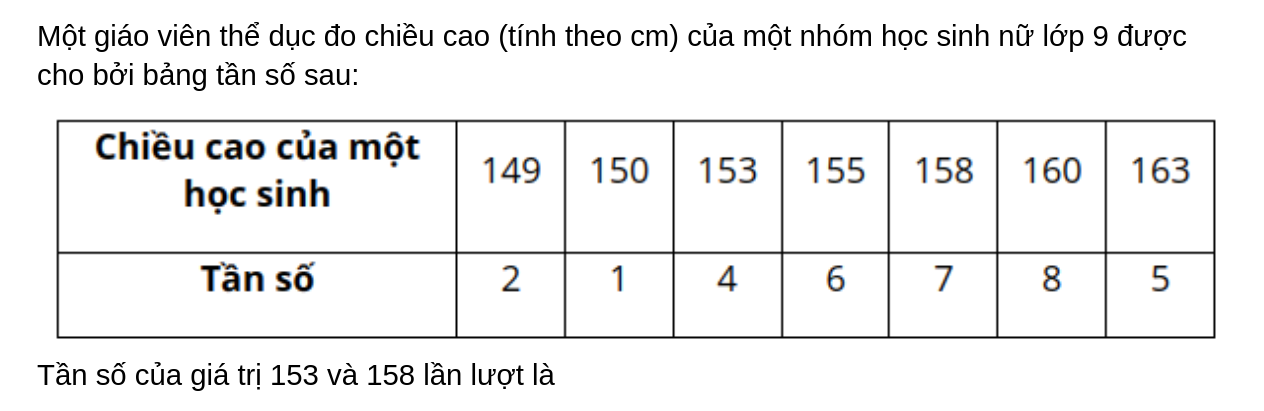 Một giáo viên thể dục đo chiều cao (tính theo cm) của một nhóm học sinh nữ lớp 9 được
cho bởi bảng tần số sau:
Chiều cao của một
học sinh 149 150 153 155 158 160 163
Tần số 2 1 4 6 7 8 5
Tần số của giá trị 153 và 158 lần lượt là